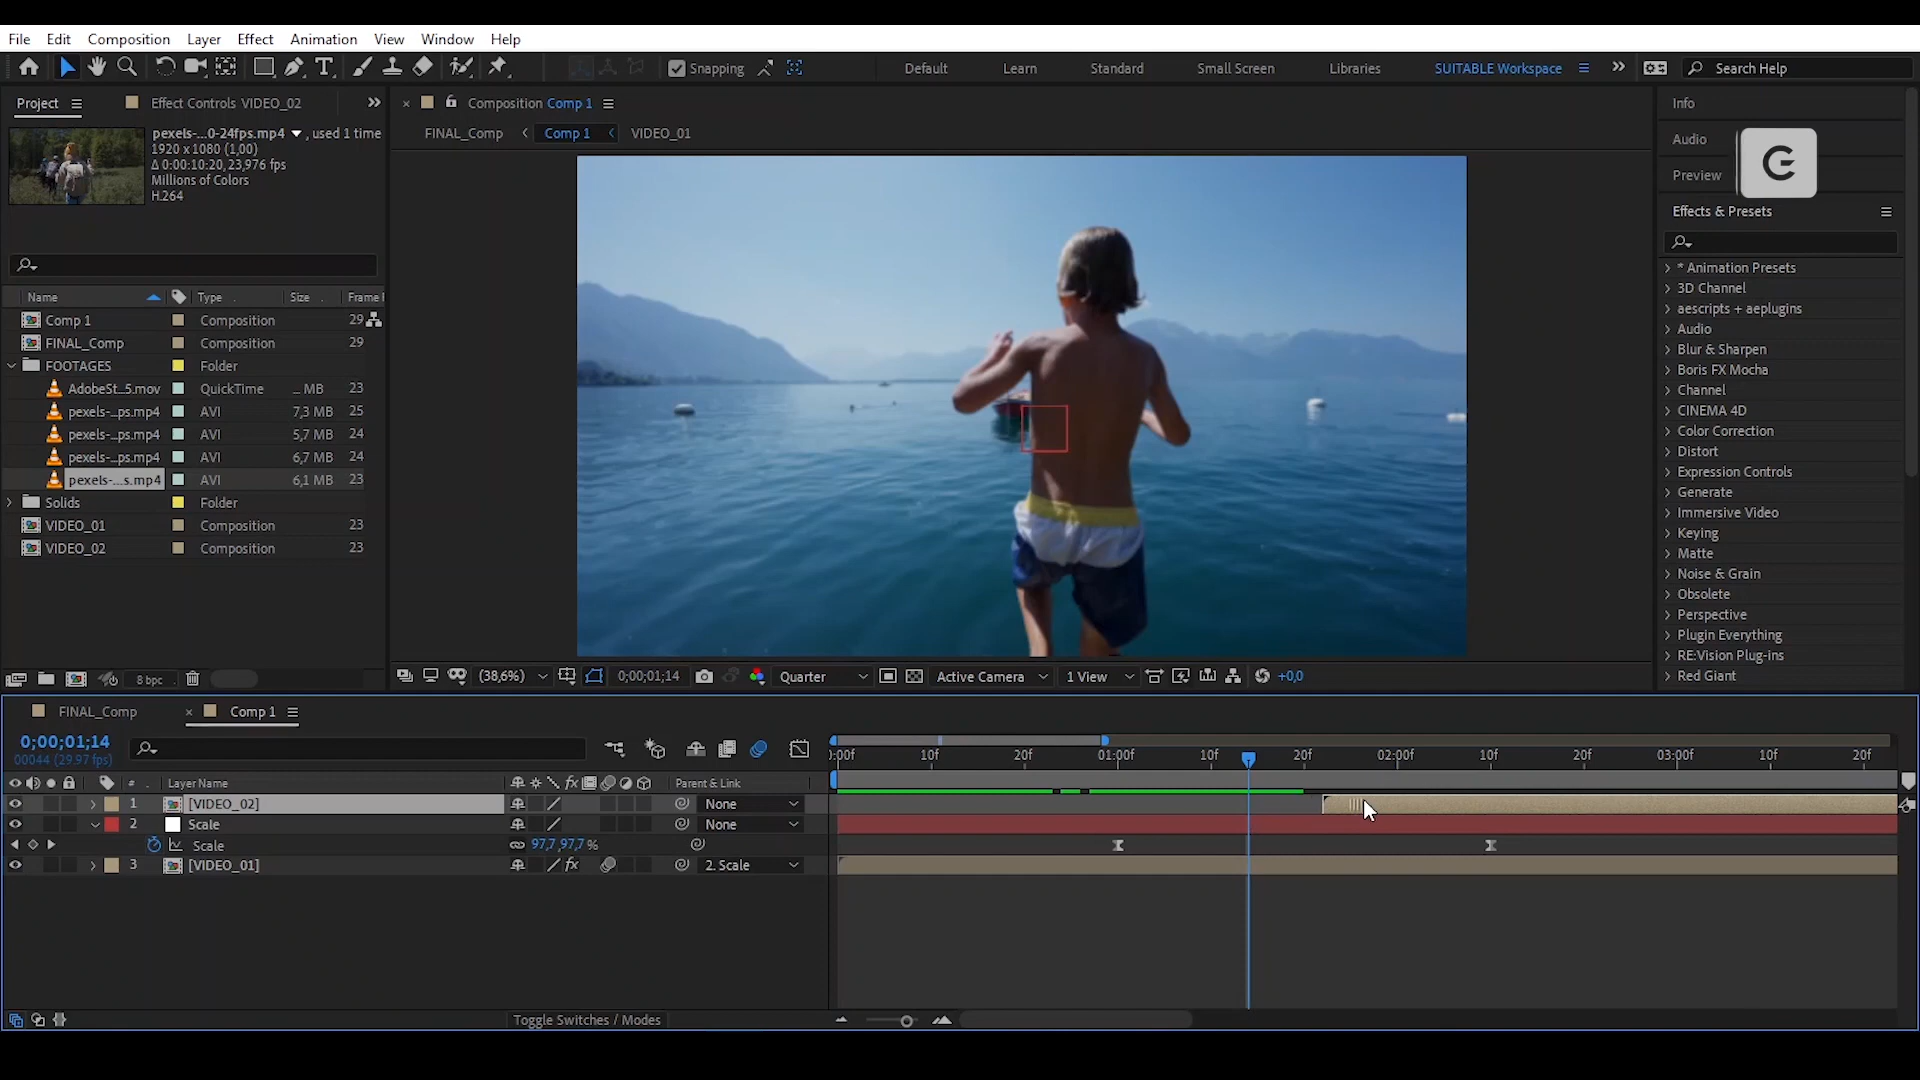 File Edit Composition Layer Effect Animation View Window Help
Snapping Default Learn Standard Small Screen Libraries SUITABLE Workspace Search Help
Project Effect Controls VIDEO_02
Composition Comp 1
Info
pexels-...0-24fps.mp4 , used 1 time
1920 x 1080 (1,00)
Δ 0:00:10:20, 23,976 fps
Millions of Colors
H.264
FINAL_Comp Comp 1 VIDEO_01
Audio
Preview
Effects & Presets
Name Type Size Frame
Comp 1 Composition 29
FINAL_Comp Composition 29
FOOTAGES Folder
AdobeSt...5.mov QuickTime ... MB 23
pexels-...ps.mp4 AVI 7,3 MB 25
pexels-...ps.mp4 AVI 5,7 MB 24
pexels-...ps.mp4 AVI 6,7 MB 24
pexels-...s.mp4 AVI 6,1 MB 23
Solids Folder
VIDEO_01 Composition 23
VIDEO_02 Composition 23
* Animation Presets
3D Channel
aescripts + aeplugins
Audio
Blur & Sharpen
Boris FX Mocha
Channel
CINEMA 4D
Color Correction
Distort
Expression Controls
Generate
Immersive Video
Keying
Matte
Noise & Grain
Obsolete
Perspective
Plugin Everything
RE:Vision Plug-ins
Red Giant
8 bpc
(38,6%) 0;00;01;14 Quarter Active Camera 1 View +0,0
FINAL_Comp Comp 1
0;00;01;14
00044 (29.97 fps)
:00f 10f 20f 01:00f 10f 20f 02:00f 10f 20f 03:00f 10f 20f
# Layer Name fx Parent & Link
1 [VIDEO_02] None
2 Scale None
Scale 97,7,97,7%
3 [VIDEO_01] fx 2. Scale
Toggle Switches / Modes